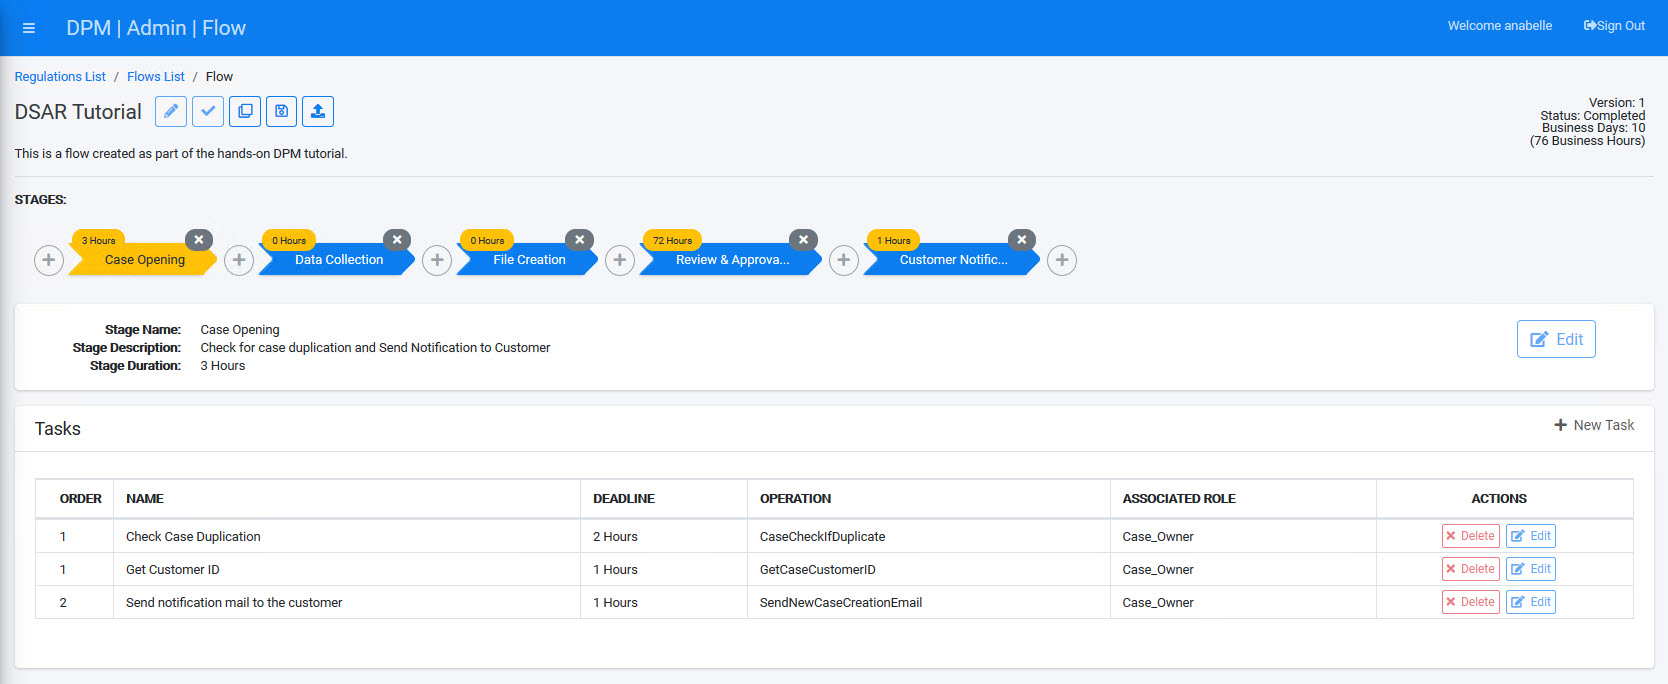 DPM | Admin | Flow
Welcome anabelle
Sign Out
Regulations List / Flows List / Flow
DSAR Tutorial
Version: 1
Status: Completed
Business Days: 10
(76 Business Hours)
This is a flow created as part of the hands-on DPM tutorial.
STAGES:
3 Hours
Case Opening
0 Hours
Data Collection
0 Hours
File Creation
72 Hours
Review & Approva...
1 Hours
Customer Notific...
Stage Name: Case Opening
Stage Description: Check for case duplication and Send Notification to Customer
Stage Duration: 3 Hours
Edit
Tasks
New Task
ORDER NAME DEADLINE OPERATION ASSOCIATED ROLE ACTIONS
1 Check Case Duplication 2 Hours CaseCheckIfDuplicate Case_Owner Delete Edit
1 Get Customer ID 1 Hours GetCaseCustomerID Case_Owner Delete Edit
2 Send notification mail to the customer 1 Hours SendNewCaseCreationEmail Case_Owner Delete Edit